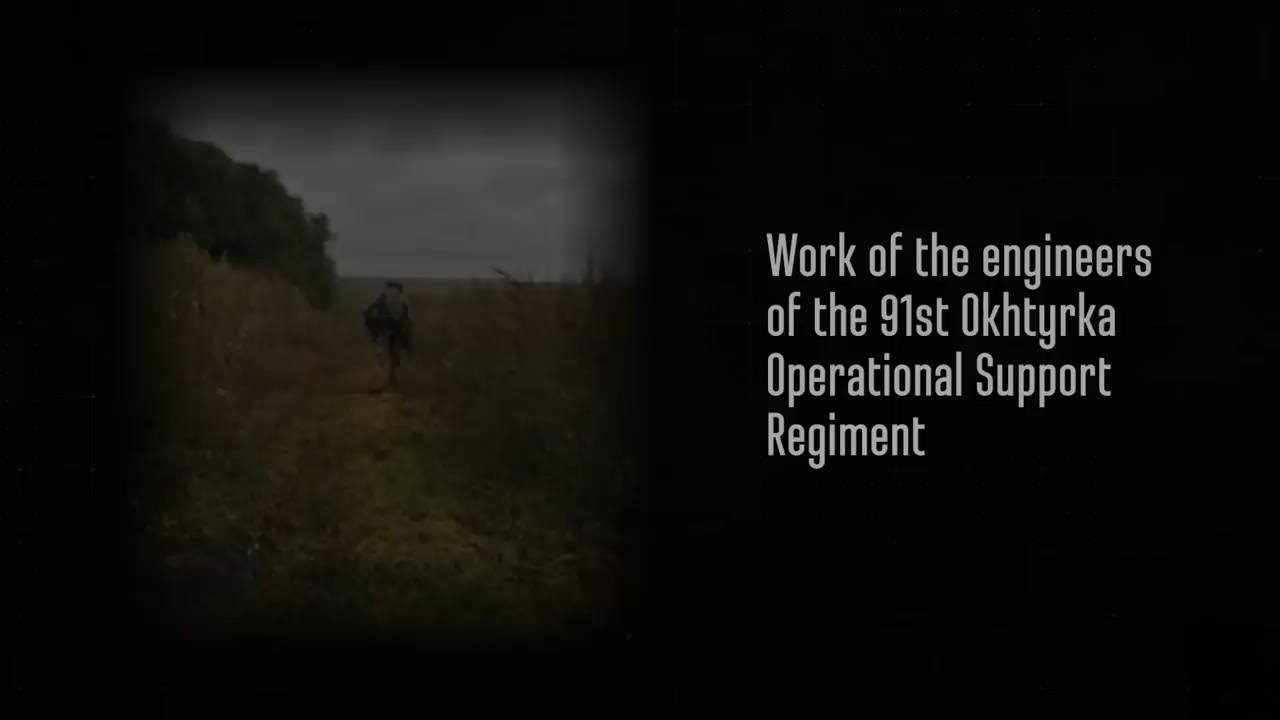 Work of the engineers
of the 91st Okhtyrka
Operational Support
Regiment